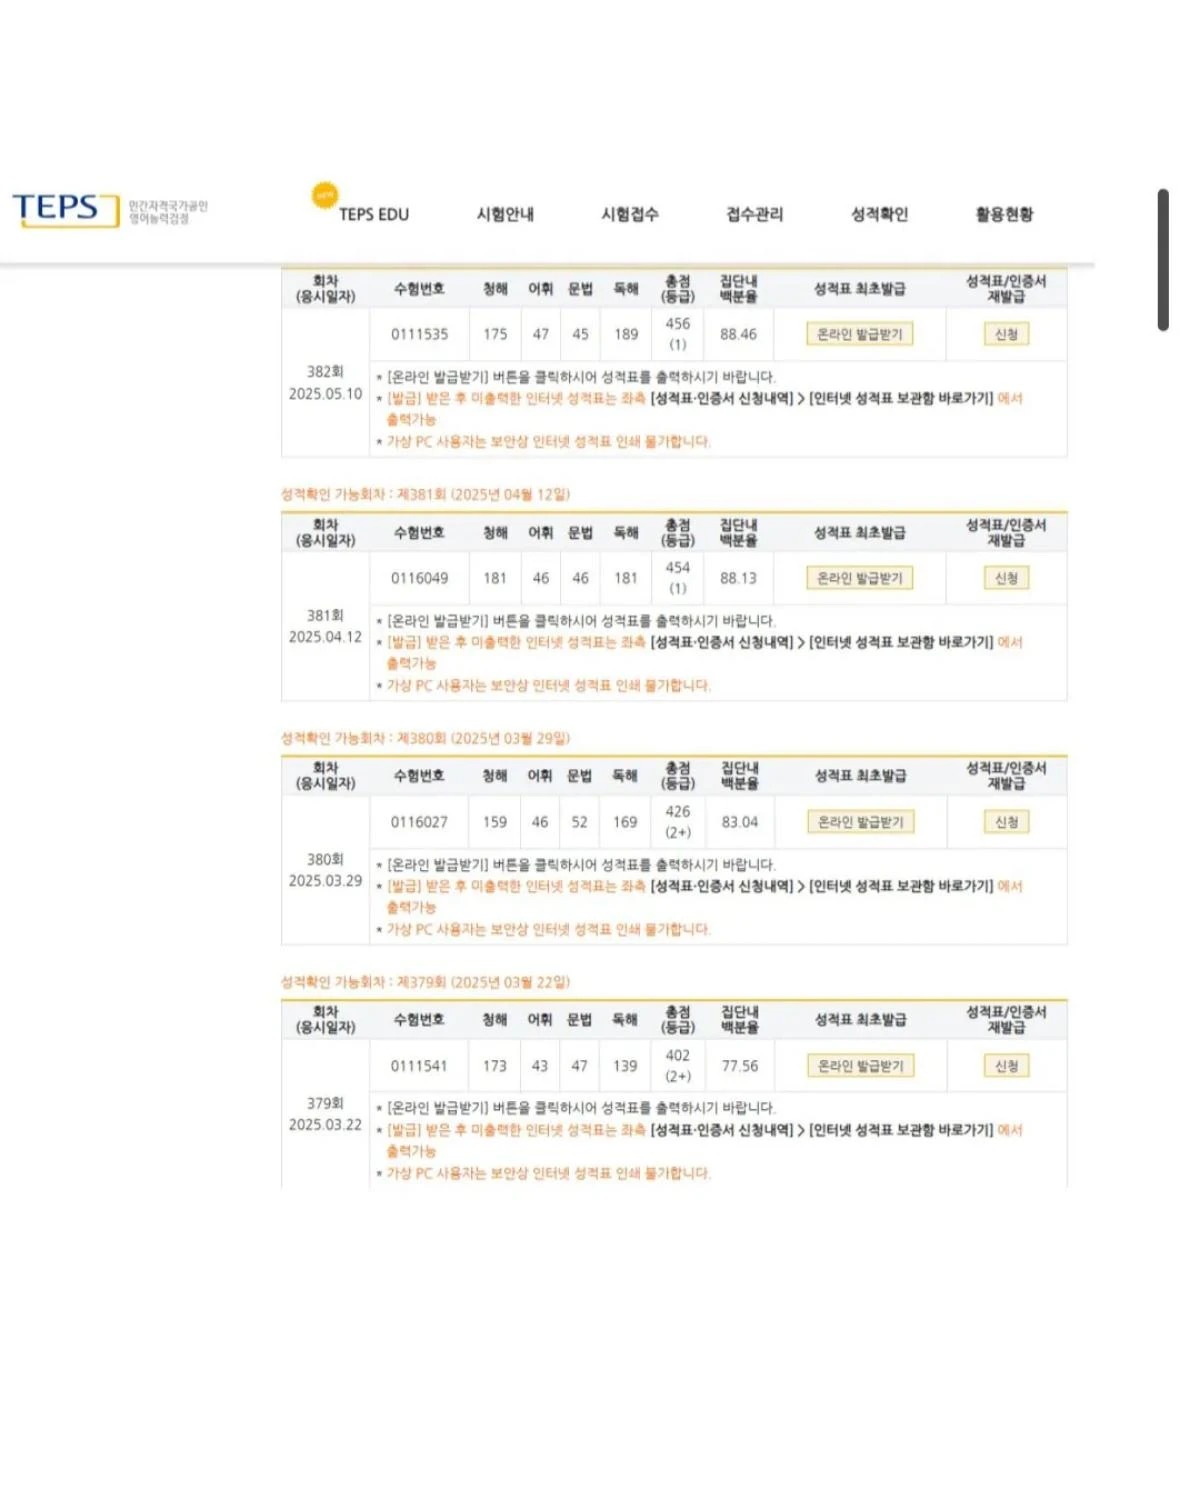 TEPS
민간자격국가공인
영어능력검정
NEW
TEPS EDU 시험안내 시험접수 접수관리 성적확인 활용현황
회차
(응시일자) 수험번호 청해 어휘 문법 독해 총점
(등급) 집단내
백분율 성적표 최초발급 성적표/인증서
재발급
382회
2025.05.10
0111535 175 47 45 189 456
(1) 88.46 온라인 발급받기 신청
* [온라인 발급받기] 버튼을 클릭하시어 성적표를 출력하시기 바랍니다.
* [발급] 받은 후 미출력한 인터넷 성적표는 좌측 [성적표·인증서 신청내역] > [인터넷 성적표 보관함 바로가기] 에서
출력가능
* 가상 PC 사용자는 보안상 인터넷 성적표 인쇄 불가합니다.
성적확인 가능회차 : 제381회 (2025년 04월 12일)
회차
(응시일자) 수험번호 청해 어휘 문법 독해 총점
(등급) 집단내
백분율 성적표 최초발급 성적표/인증서
재발급
381회
2025.04.12
0116049 181 46 46 181 454
(1) 88.13 온라인 발급받기 신청
* [온라인 발급받기] 버튼을 클릭하시어 성적표를 출력하시기 바랍니다.
* [발급] 받은 후 미출력한 인터넷 성적표는 좌측 [성적표·인증서 신청내역] > [인터넷 성적표 보관함 바로가기] 에서
출력가능
* 가상 PC 사용자는 보안상 인터넷 성적표 인쇄 불가합니다.
성적확인 가능회차 : 제380회 (2025년 03월 29일)
회차
(응시일자) 수험번호 청해 어휘 문법 독해 총점
(등급) 집단내
백분율 성적표 최초발급 성적표/인증서
재발급
380회
2025.03.29
0116027 159 46 52 169 426
(2+) 83.04 온라인 발급받기 신청
* [온라인 발급받기] 버튼을 클릭하시어 성적표를 출력하시기 바랍니다.
* [발급] 받은 후 미출력한 인터넷 성적표는 좌측 [성적표·인증서 신청내역] > [인터넷 성적표 보관함 바로가기] 에서
출력가능
* 가상 PC 사용자는 보안상 인터넷 성적표 인쇄 불가합니다.
성적확인 가능회차 : 제379회 (2025년 03월 22일)
회차
(응시일자) 수험번호 청해 어휘 문법 독해 총점
(등급) 집단내
백분율 성적표 최초발급 성적표/인증서
재발급
379회
2025.03.22
0111541 173 43 47 139 402
(2+) 77.56 온라인 발급받기 신청
* [온라인 발급받기] 버튼을 클릭하시어 성적표를 출력하시기 바랍니다.
* [발급] 받은 후 미출력한 인터넷 성적표는 좌측 [성적표·인증서 신청내역] > [인터넷 성적표 보관함 바로가기] 에서
출력가능
* 가상 PC 사용자는 보안상 인터넷 성적표 인쇄 불가합니다.